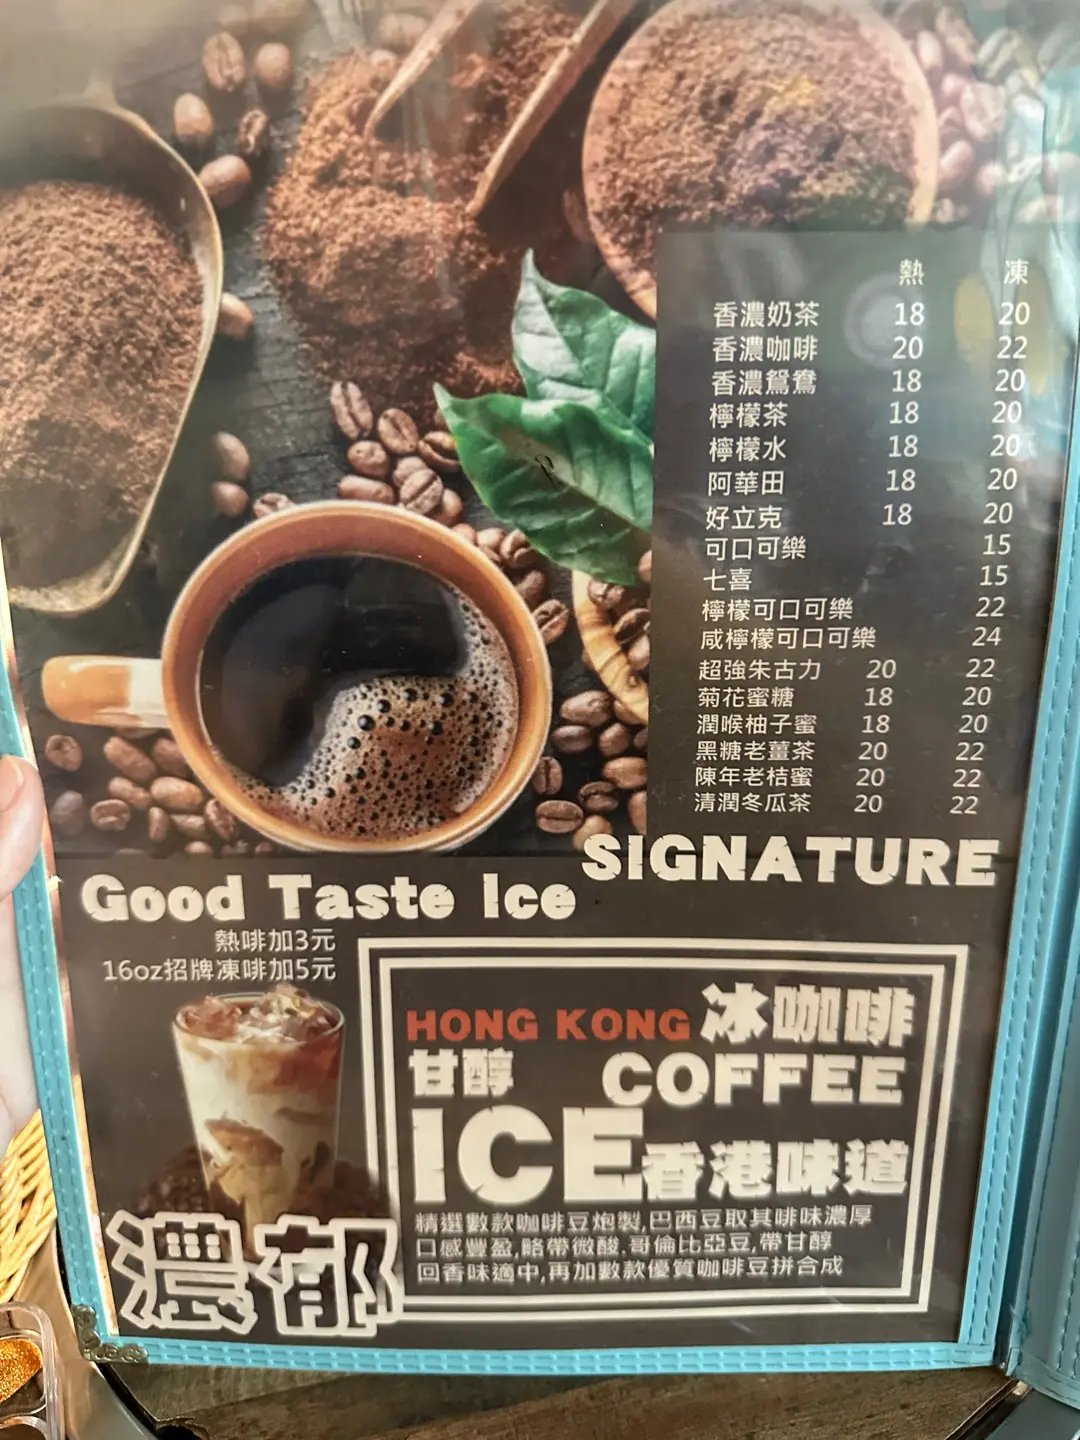 熱 凍
香濃奶茶 18 20
香濃咖啡 20 22
香濃鴛鴦 18 20
檸檬茶 18 20
檸檬水 18 20
阿華田 18 20
好立克 18 20
可口可樂 15
七喜 15
檸檬可口可樂 22
咸檸檬可口可樂 24
超強朱古力 20 22
菊花蜜糖 18 20
潤喉柚子蜜 18 20
黑糖老薑茶 20 22
陳年老桔蜜 20 22
清潤冬瓜茶 20 22
SIGNATURE
Good Taste Ice
熱啡加3元
16oz招牌凍啡加5元
HONG KONG 冰咖啡
甘醇 COFFEE
ICE香港味道
精選數款咖啡豆炮製,巴西豆取其啡味濃厚
口感豐盈,略帶微酸.哥倫比亞豆,帶甘醇
回香味適中,再加數款優質咖啡豆拼合成
濃郁